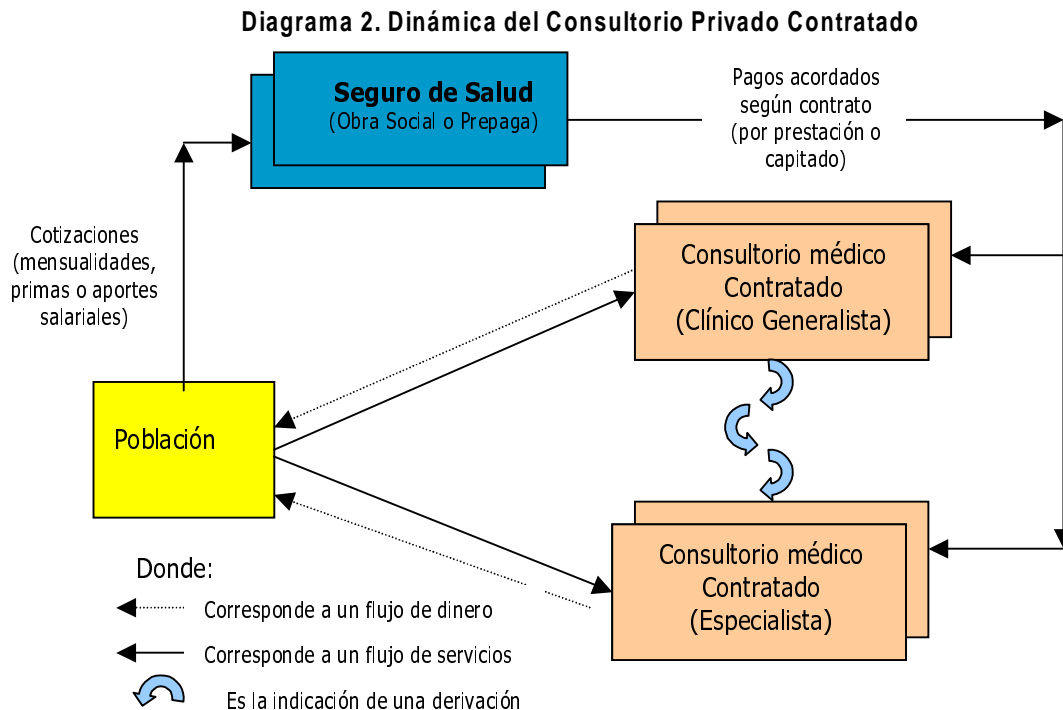 Diagrama 2. Dinámica del Consultorio Privado Contratado
Seguro de Salud
(Obra Social o Prepaga)
Pagos acordados
según contrato
(por prestación o
capitado)
Cotizaciones
(mensualidades,
primas o aportes
salariales)
Consultorio médico
Contratado
(Clínico Generalista)
Población
Consultorio médico
Contratado
(Especialista)
Donde:
Corresponde a un flujo de dinero
Corresponde a un flujo de servicios
Es la indicación de una derivación